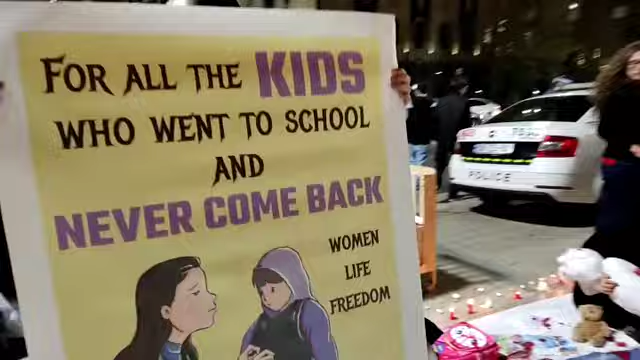 FOR ALL THE KIDS
WHO WENT TO SCHOOL
AND
NEVER COME BACK
WOMEN
LIFE
FREEDOM
POLICE